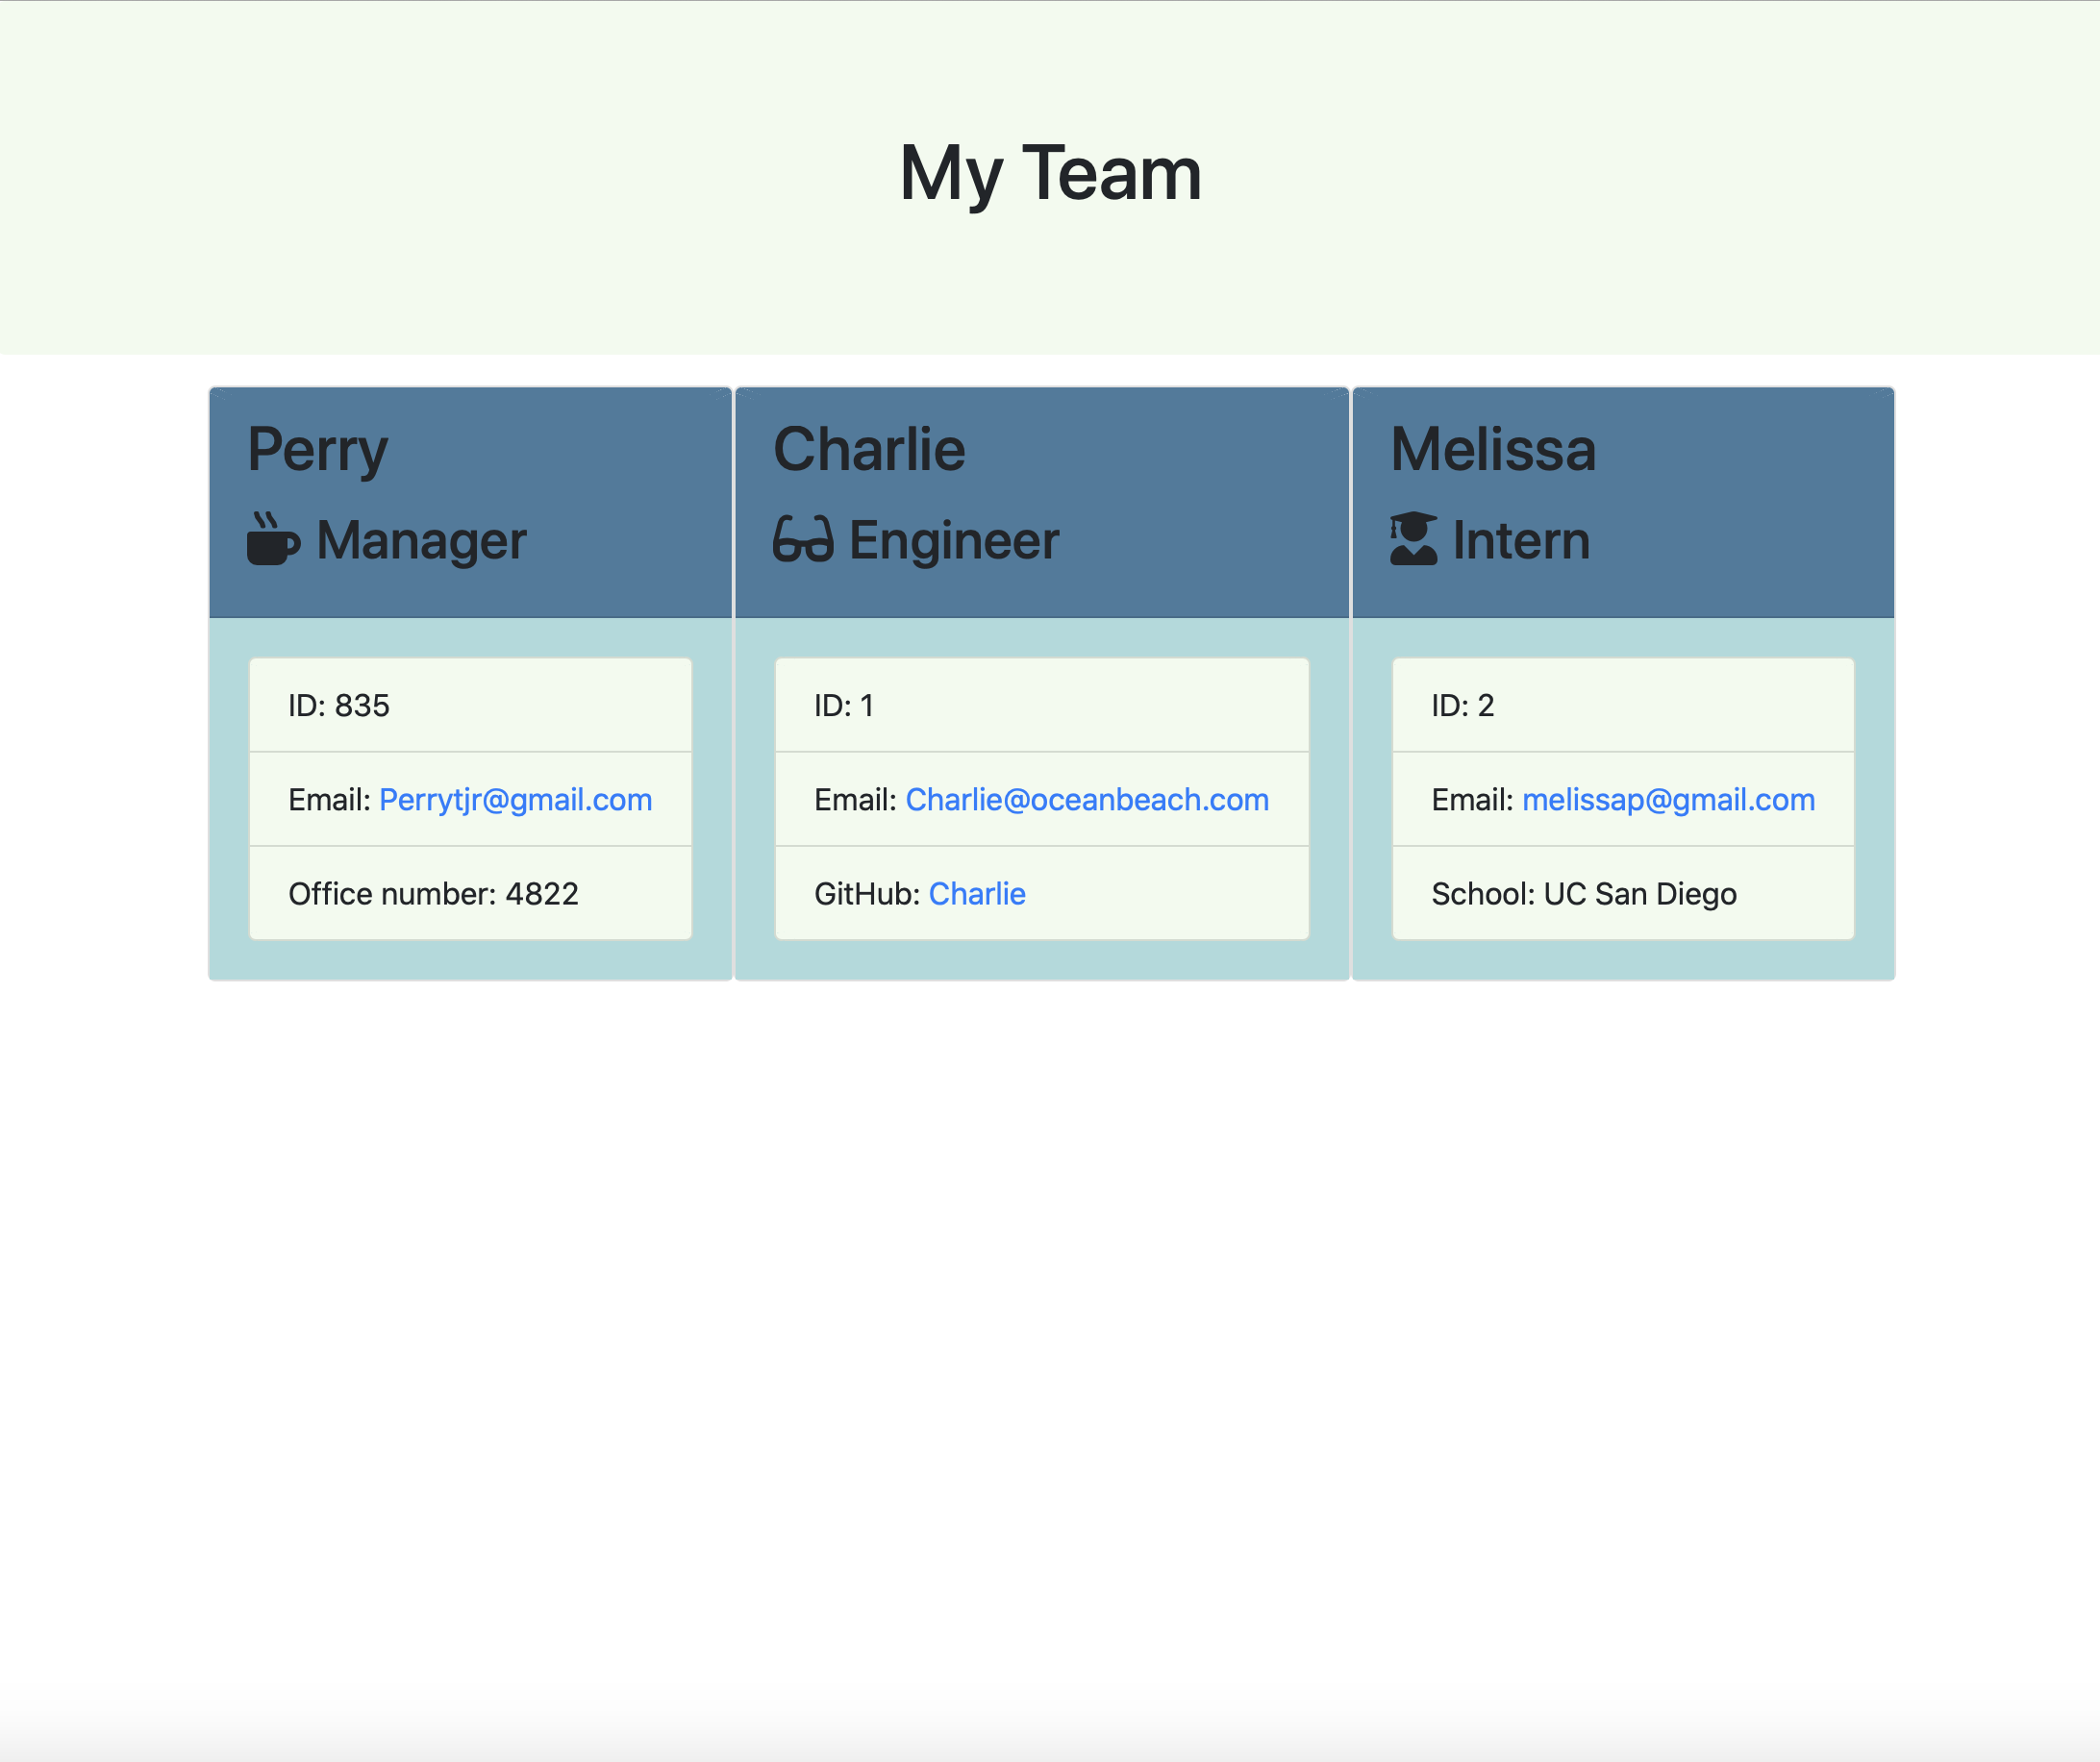 My Team
Perry
Manager
ID: 835
Email: Perrytjr@gmail.com
Office number: 4822
Charlie
Engineer
ID: 1
Email: Charlie@oceanbeach.com
GitHub: Charlie
Melissa
Intern
ID: 2
Email: melissap@gmail.com
School: UC San Diego